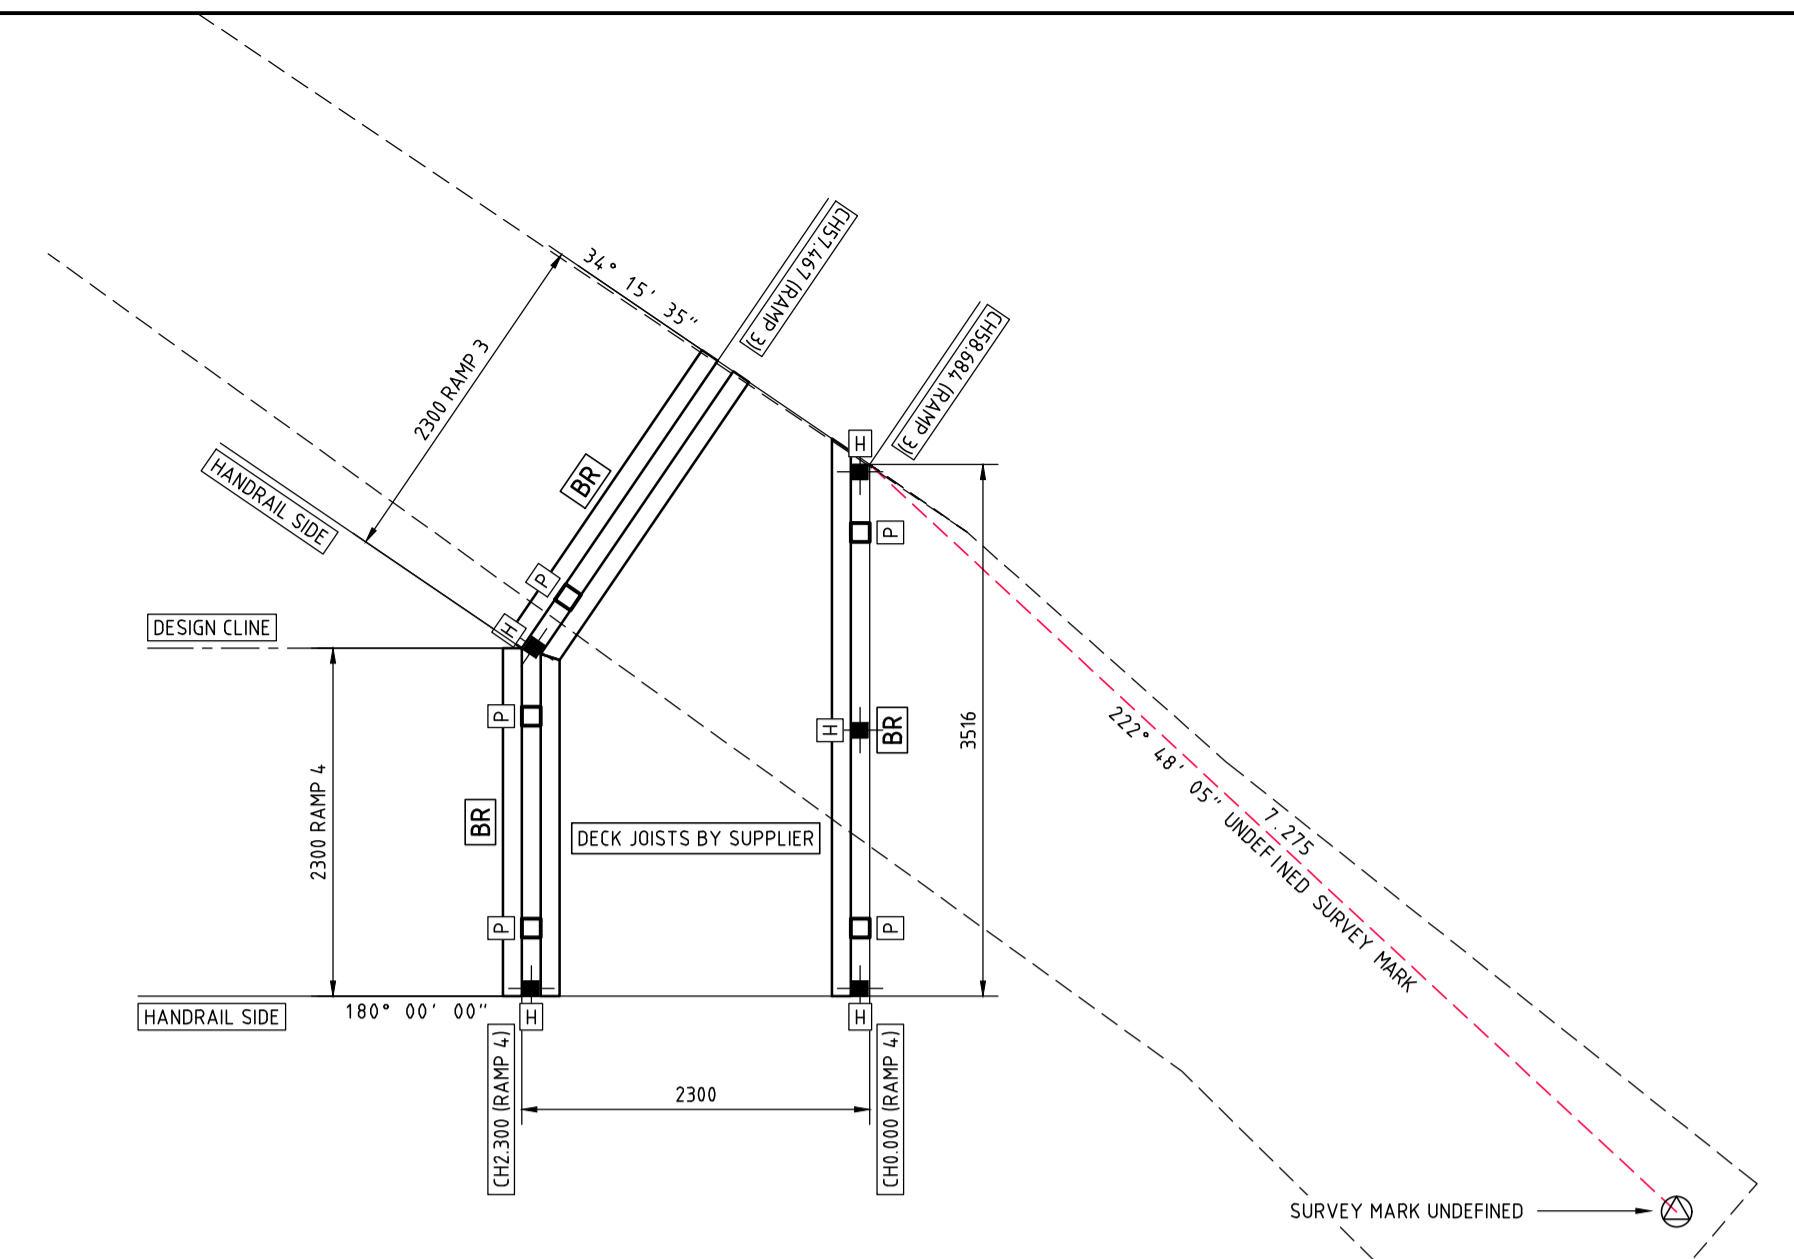 34° 15' 35"
CH57.467 (RAMP 3)
CH58.684 (RAMP 3)
2300 RAMP 3
HANDRAIL SIDE
BR
H
P
P
H
DESIGN CLINE
P
H
P
BR
3516
2300 RAMP 4
BR
DECK JOISTS BY SUPPLIER
222° 48' 05" UNDEFINED SURVEY MARK
7.275
P
P
HANDRAIL SIDE
180° 00' 00"
H
H
CH2.300 (RAMP 4)
2300
CH0.000 (RAMP 4)
SURVEY MARK UNDEFINED